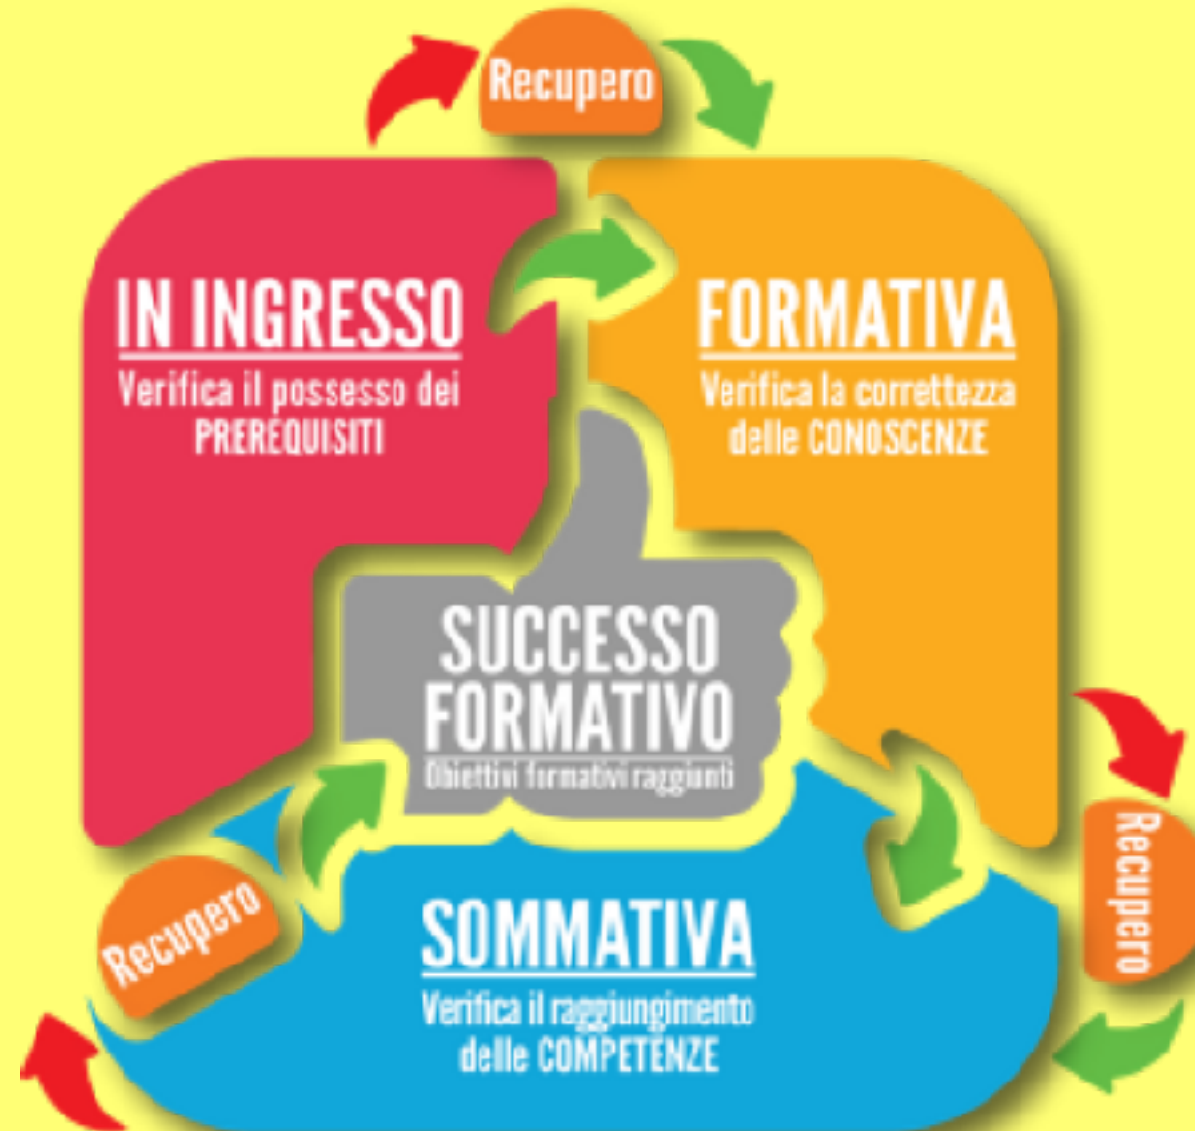 Recupero
IN INGRESSO
Verifica il possesso dei
PREREQUISITI
FORMATIVA
Verifica la correttezza
delle CONOSCENZE
SUCCESSO
FORMATIVO
Obiettivi formativi raggiunti
Recupero
Recupero
SOMMATIVA
Verifica il raggiungimento
delle COMPETENZE